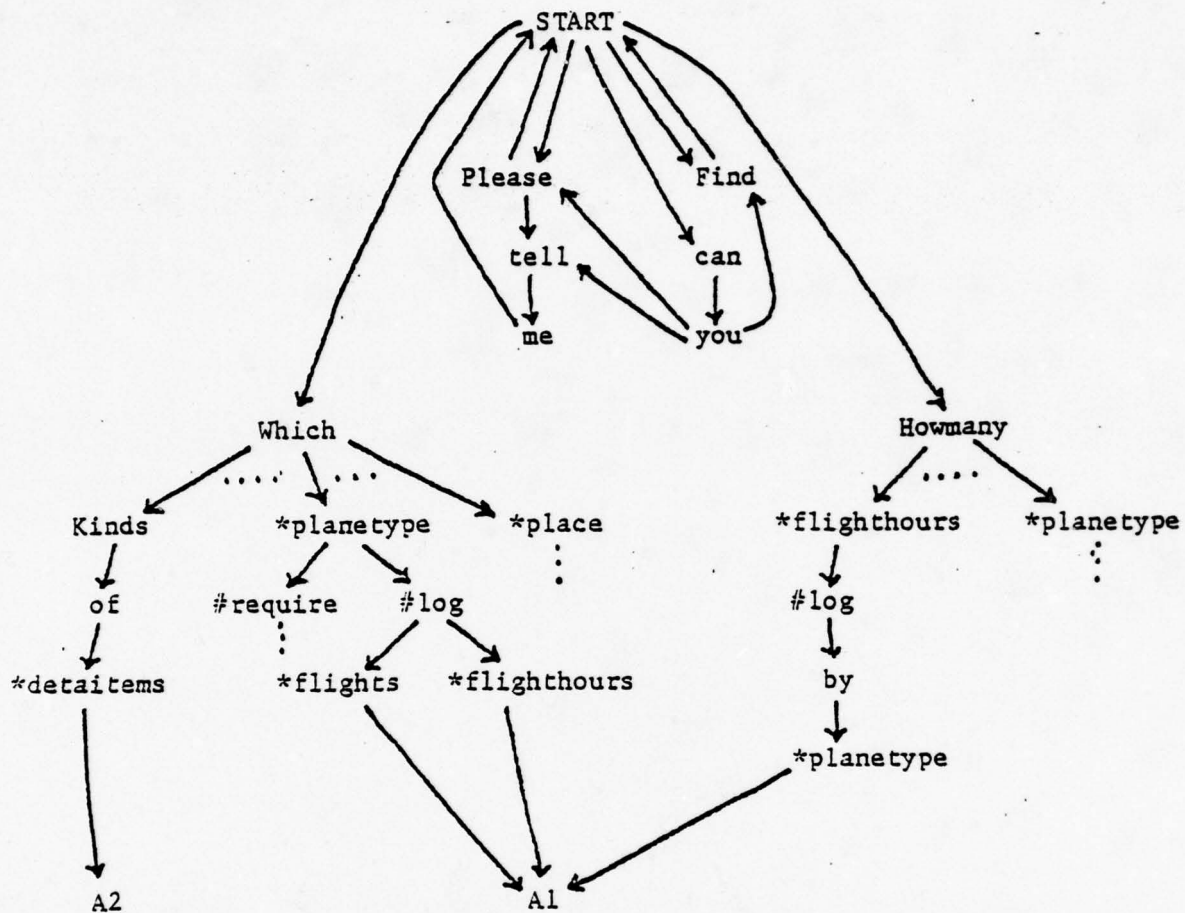 START
Please Find
tell can
me you
Which Howmany
Kinds *planetype *place *flighthours *planetype
of #require #log #log
*detaitems *flights *flighthours by
*planetype
A2 A1